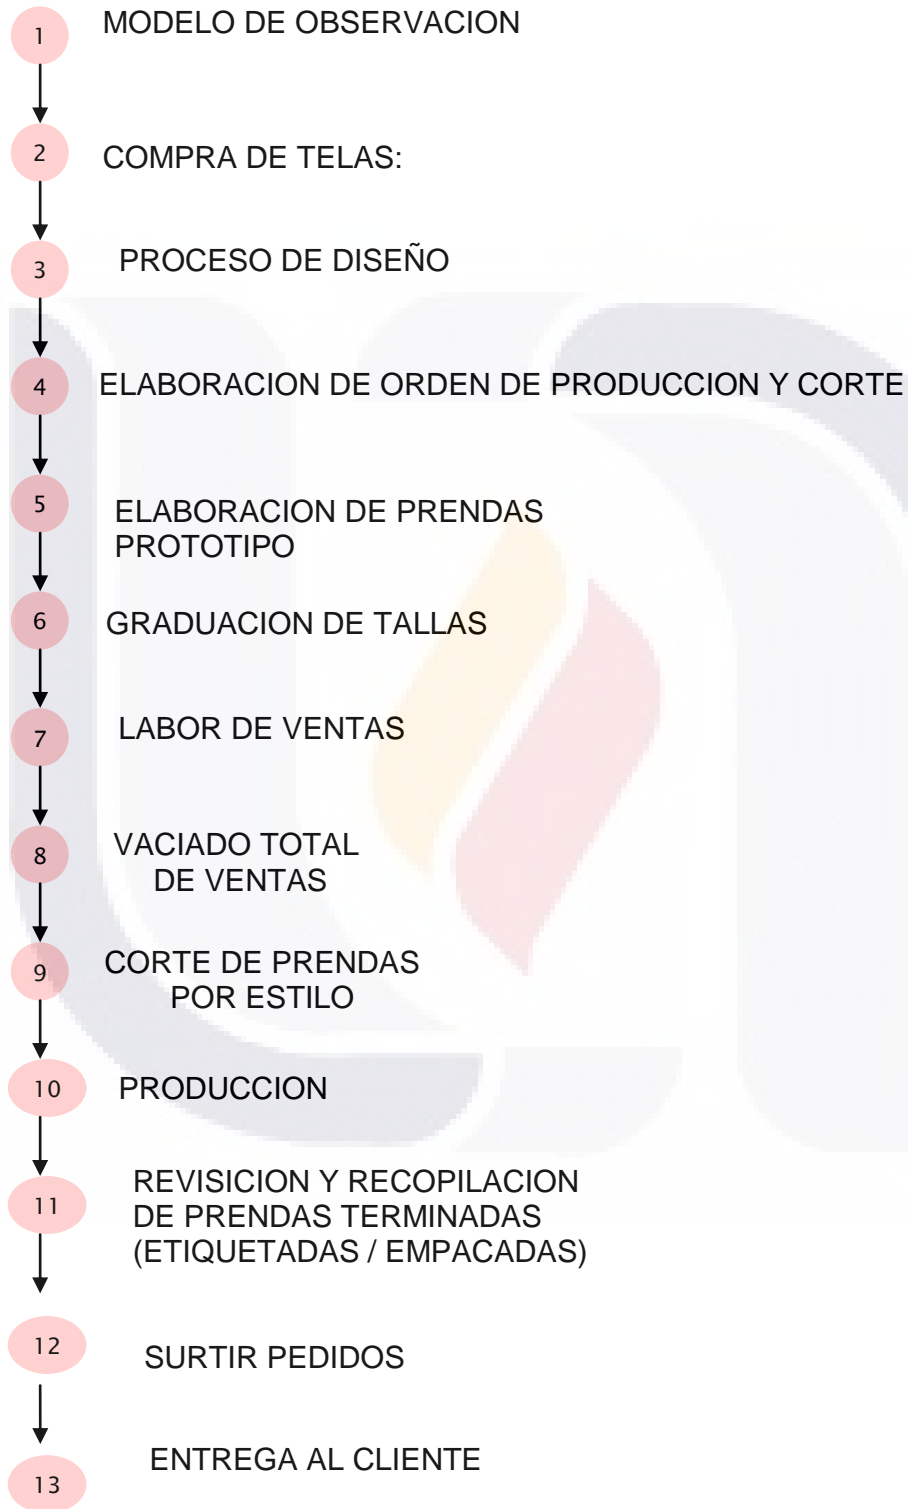 1
MODELO DE OBSERVACION
2
COMPRA DE TELAS:
3
PROCESO DE DISEÑO
4
ELABORACION DE ORDEN DE PRODUCCION Y CORTE
5
ELABORACION DE PRENDAS
PROTOTIPO
6
GRADUACION DE TALLAS
7
LABOR DE VENTAS
8
VACIADO TOTAL
DE VENTAS
9
CORTE DE PRENDAS
POR ESTILO
10
PRODUCCION
11
REVISICION Y RECOPILACION
DE PRENDAS TERMINADAS
(ETIQUETADAS / EMPACADAS)
12
SURTIR PEDIDOS
13
ENTREGA AL CLIENTE